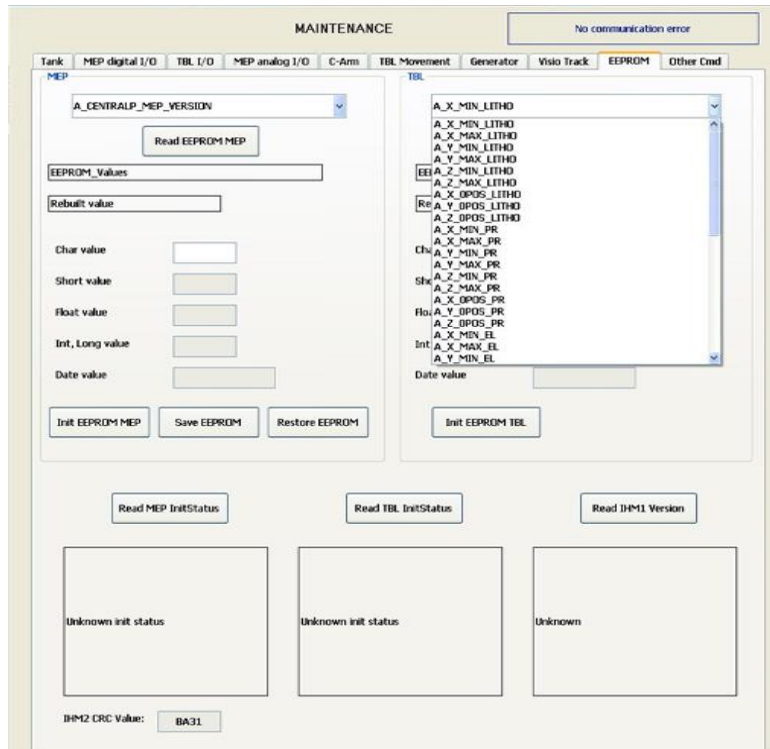 MAINTENANCE
No communication error
Tank MEP digital I/O TBL I/O MEP analog I/O C-Arm TBL Movement Generator Visio Track EEPROM Other Cmd
MEP
TBL
A_CENTRALP_MEP_VERSION
Read EEPROM MEP
EEPROM_Values
Rebuilt value
Char value
Short value
Float value
Int, Long value
Date value
Init EEPROM MEP Save EEPROM Restore EEPROM
A_X_MIN_LITHO
A_X_MIN_LITHO
A_X_MAX_LITHO
A_Y_MIN_LITHO
A_Y_MAX_LITHO
A_Z_MIN_LITHO
A_Z_MAX_LITHO
A_X_0POS_LITHO
A_Y_0POS_LITHO
A_Z_0POS_LITHO
A_X_MIN_PR
A_X_MAX_PR
A_Y_MIN_PR
A_Y_MAX_PR
A_Z_MIN_PR
A_Z_MAX_PR
A_X_0POS_PR
A_Y_0POS_PR
A_Z_0POS_PR
A_X_MIN_EL
A_X_MAX_EL
A_Y_MIN_EL
Date value
Init EEPROM TBL
Read MEP InitStatus Read TBL InitStatus Read IHM1 Version
Unknown init status Unknown init status Unknown
IHM2 CRC Value: BA31